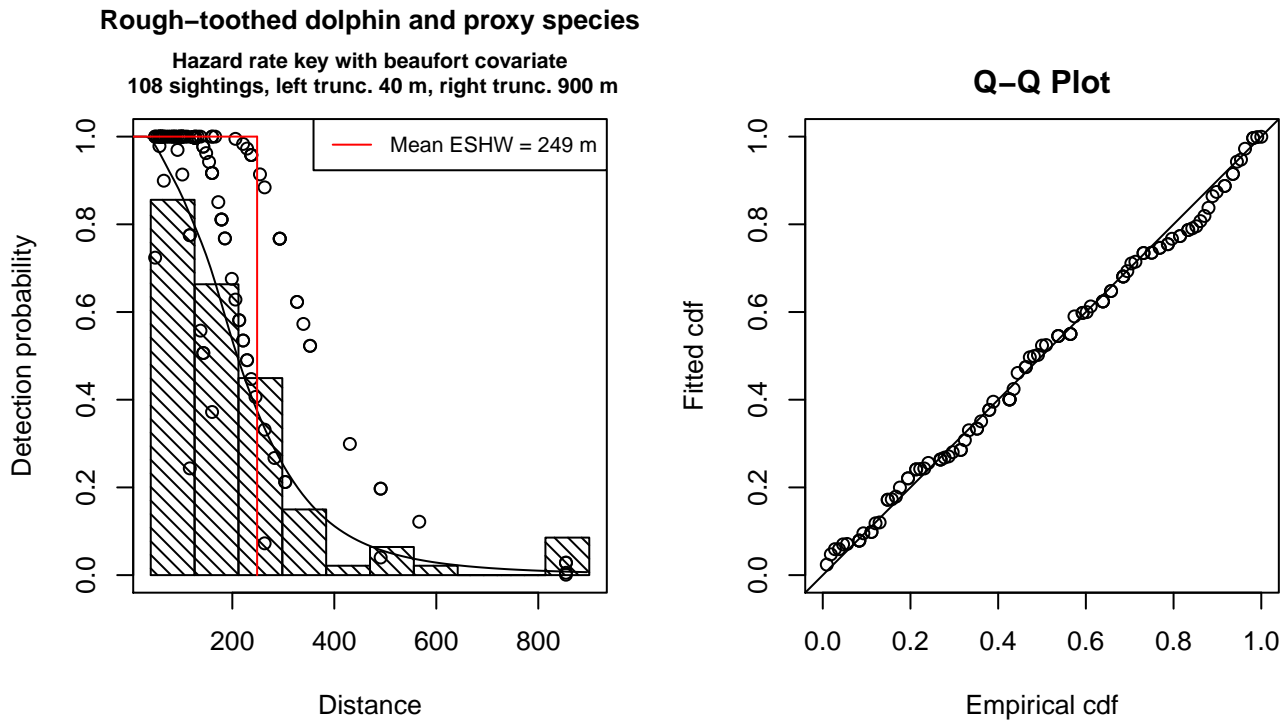 Rough−toothed dolphin and proxy species
Hazard rate key with beaufort covariate
108 sightings, left trunc. 40 m, right trunc. 900 m
Mean ESHW = 249 m
Detection probability
0.0 0.2 0.4 0.6 0.8 1.0
200 400 600 800
Distance
Q−Q Plot
Fitted cdf
0.0 0.2 0.4 0.6 0.8 1.0
0.0 0.2 0.4 0.6 0.8 1.0
Empirical cdf